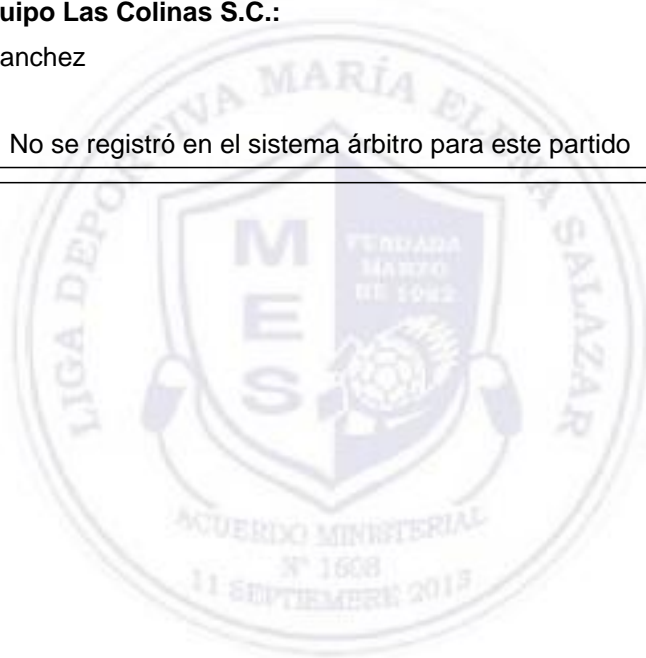 uipo Las Colinas S.C.:
anchez
No se registró en el sistema árbitro para este partido
LIGA DEPORTIVA MARÍA ELENA SALAZAR
M
E
S
FUNDADA
MARZO
DE 1982
ACUERDO MINISTERIAL
N° 1608
11 SEPTIEMBRE 2013